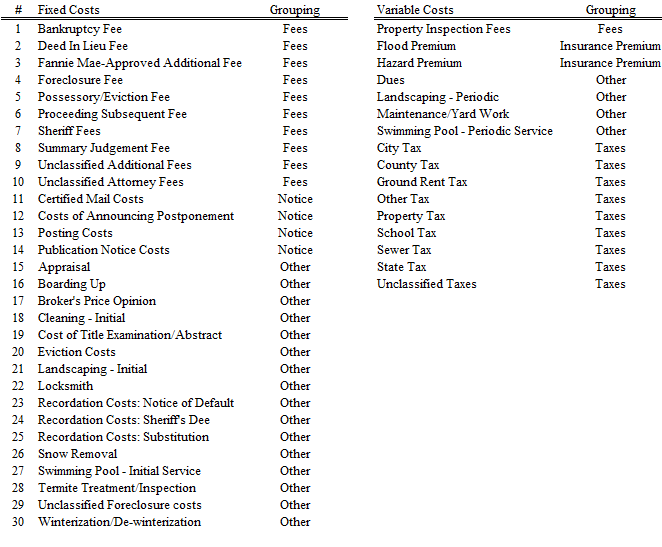 # Fixed Costs Grouping Variable Costs Grouping
1 Bankruptcy Fee Fees Property Inspection Fees Fees
2 Deed In Lieu Fee Fees Flood Premium Insurance Premium
3 Fannie Mae-Approved Additional Fee Fees Hazard Premium Insurance Premium
4 Foreclosure Fee Fees Dues Other
5 Possessory/Eviction Fee Fees Landscaping - Periodic Other
6 Proceeding Subsequent Fee Fees Maintenance/Yard Work Other
7 Sheriff Fees Fees Swimming Pool - Periodic Service Other
8 Summary Judgement Fee Fees City Tax Taxes
9 Unclassified Additional Fees Fees County Tax Taxes
10 Unclassified Attorney Fees Fees Ground Rent Tax Taxes
11 Certified Mail Costs Notice Other Tax Taxes
12 Costs of Announcing Postponement Notice Property Tax Taxes
13 Posting Costs Notice School Tax Taxes
14 Publication Notice Costs Notice Sewer Tax Taxes
15 Appraisal Other State Tax Taxes
16 Boarding Up Other Unclassified Taxes Taxes
17 Broker's Price Opinion Other
18 Cleaning - Initial Other
19 Cost of Title Examination/Abstract Other
20 Eviction Costs Other
21 Landscaping - Initial Other
22 Locksmith Other
23 Recordation Costs: Notice of Default Other
24 Recordation Costs: Sheriff's Dee Other
25 Recordation Costs: Substitution Other
26 Snow Removal Other
27 Swimming Pool - Initial Service Other
28 Termite Treatment/Inspection Other
29 Unclassified Foreclosure costs Other
30 Winterization/De-winterization Other